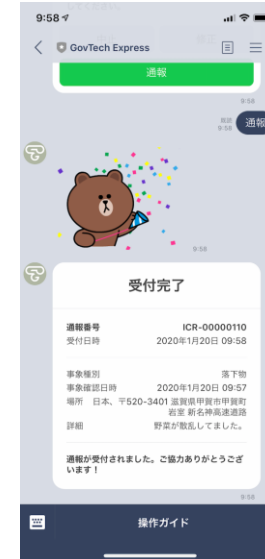 9:58
GovTech Express
通報
9:58
既読
9:58
通報
9:58
受付完了
通報番号 ICR-00000110
受付日時 2020年1月20日 09:58
事象種別 落下物
事象確認日時 2020年1月20日 09:57
場所 日本、〒520-3401 滋賀県甲賀市甲賀町
岩室 新名神高速道路
詳細 野菜が散乱してました。
通報が受付されました。ご協力ありがとうござ
います！
9:58
操作ガイド